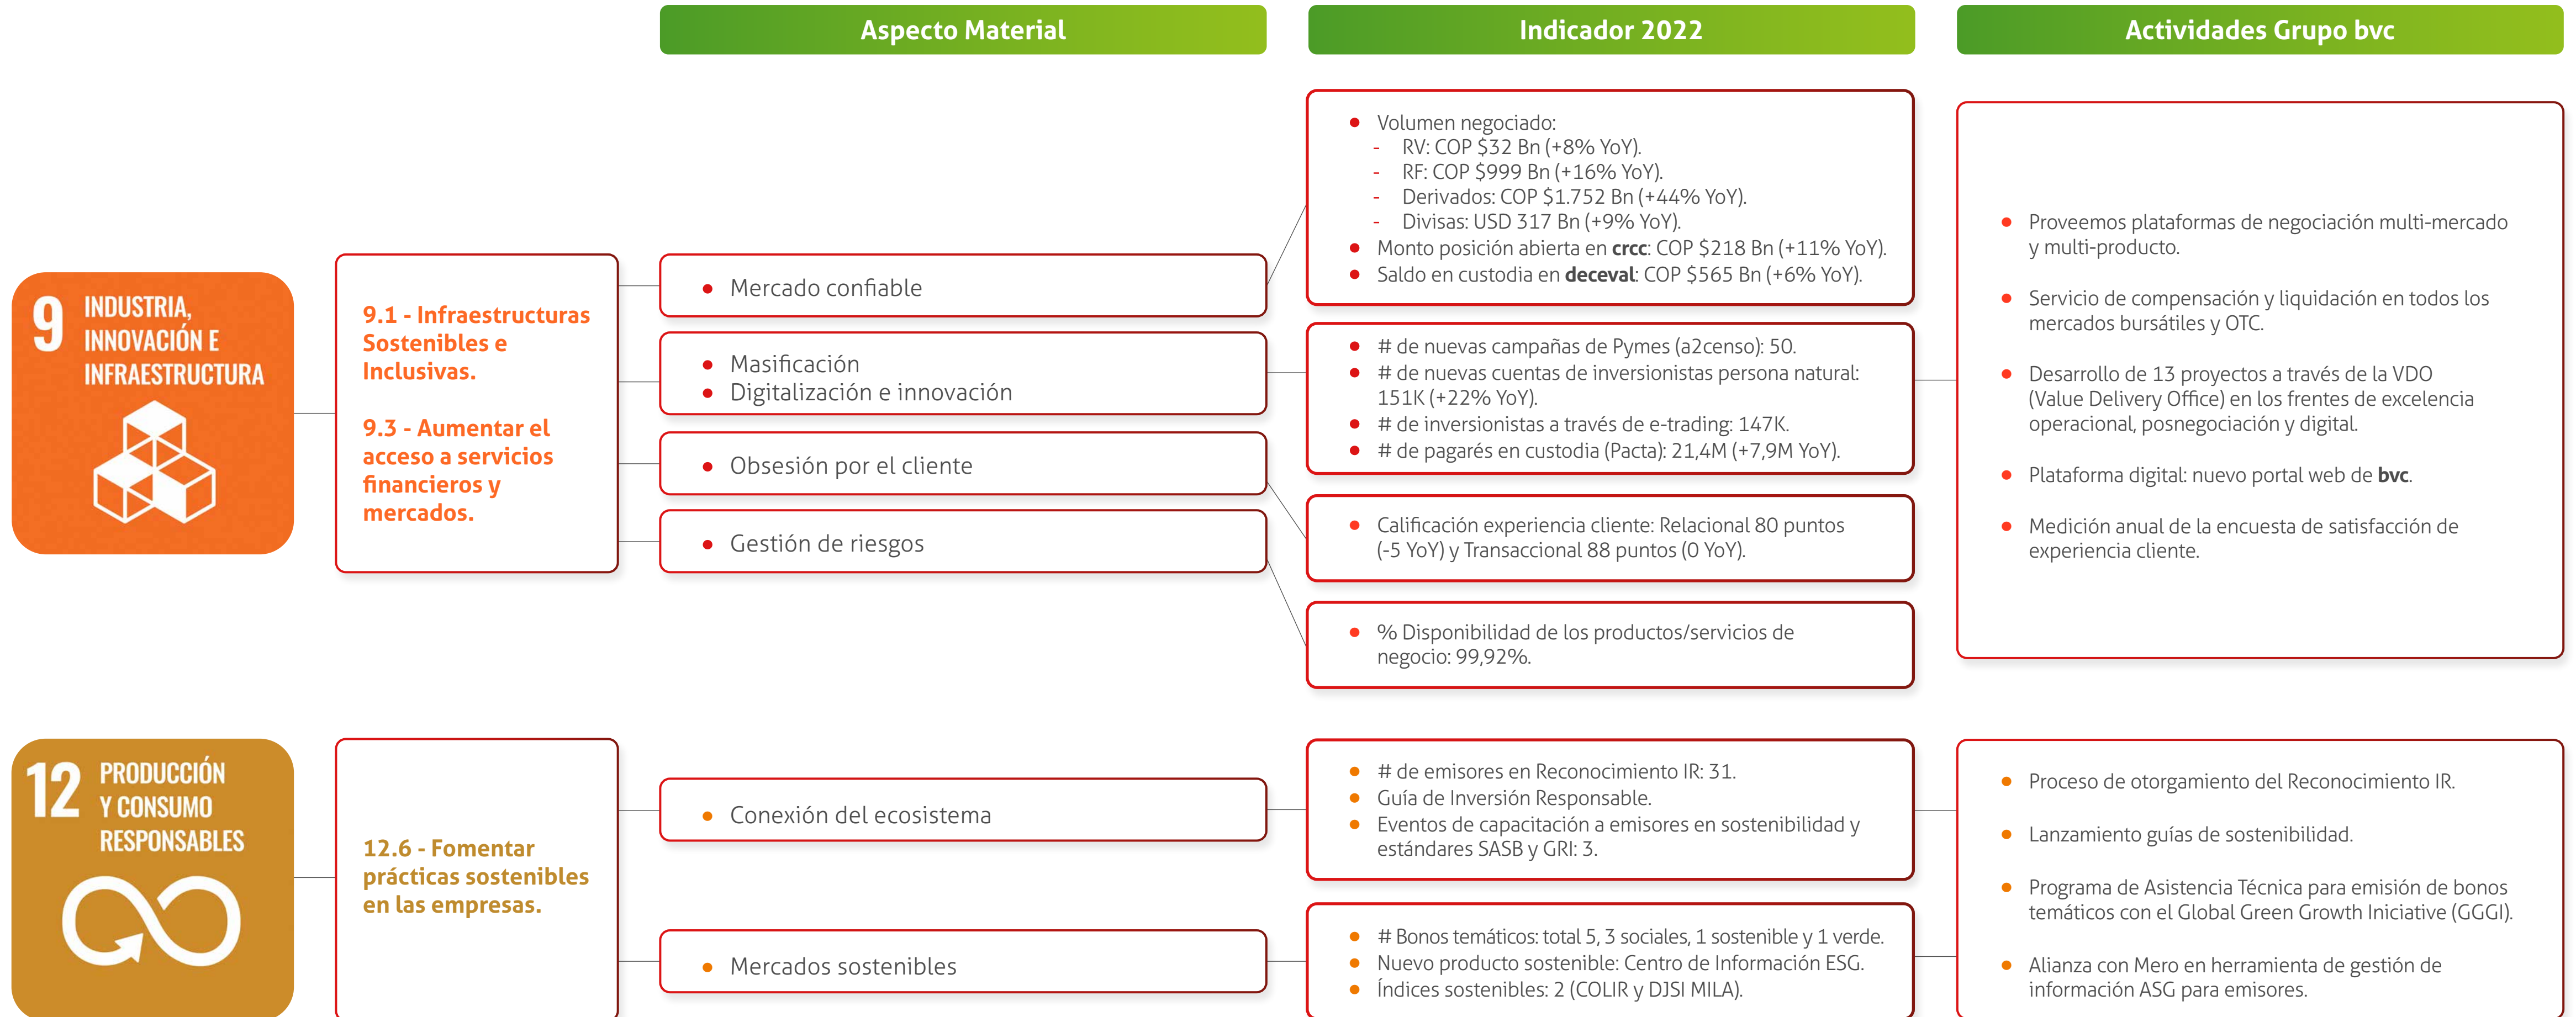 Aspecto Material
Indicador 2022
Actividades Grupo bvc
9 INDUSTRIA,
INNOVACIÓN E
INFRAESTRUCTURA
9.1 - Infraestructuras
Sostenibles e
Inclusivas.
9.3 - Aumentar el
acceso a servicios
financieros y
mercados.
• Mercado confiable
• Masificación
• Digitalización e innovación
• Obsesión por el cliente
• Gestión de riesgos
• Volumen negociado:
- RV: COP $32 Bn (+8% YoY).
- RF: COP $999 Bn (+16% YoY).
- Derivados: COP $1.752 Bn (+44% YoY).
- Divisas: USD 317 Bn (+9% YoY).
• Monto posición abierta en crcc: COP $218 Bn (+11% YoY).
• Saldo en custodia en deceval: COP $565 Bn (+6% YoY).
• # de nuevas campañas de Pymes (a2censo): 50.
• # de nuevas cuentas de inversionistas persona natural:
151K (+22% YoY).
• # de inversionistas a través de e-trading: 147K.
• # de pagarés en custodia (Pacta): 21,4M (+7,9M YoY).
• Calificación experiencia cliente: Relacional 80 puntos
(-5 YoY) y Transaccional 88 puntos (0 YoY).
• % Disponibilidad de los productos/servicios de
negocio: 99,92%.
• Proveemos plataformas de negociación multi-mercado
y multi-producto.
• Servicio de compensación y liquidación en todos los
mercados bursátiles y OTC.
• Desarrollo de 13 proyectos a través de la VDO
(Value Delivery Office) en los frentes de excelencia
operacional, posnegociación y digital.
• Plataforma digital: nuevo portal web de bvc.
• Medición anual de la encuesta de satisfacción de
experiencia cliente.
12 PRODUCCIÓN
Y CONSUMO
RESPONSABLES
12.6 - Fomentar
prácticas sostenibles
en las empresas.
• Conexión del ecosistema
• Mercados sostenibles
• # de emisores en Reconocimiento IR: 31.
• Guía de Inversión Responsable.
• Eventos de capacitación a emisores en sostenibilidad y
estándares SASB y GRI: 3.
• # Bonos temáticos: total 5, 3 sociales, 1 sostenible y 1 verde.
• Nuevo producto sostenible: Centro de Información ESG.
• Índices sostenibles: 2 (COLIR y DJSI MILA).
• Proceso de otorgamiento del Reconocimiento IR.
• Lanzamiento guías de sostenibilidad.
• Programa de Asistencia Técnica para emisión de bonos
temáticos con el Global Green Growth Initiative (GGGI).
• Alianza con Mero en herramienta de gestión de
información ASG para emisores.